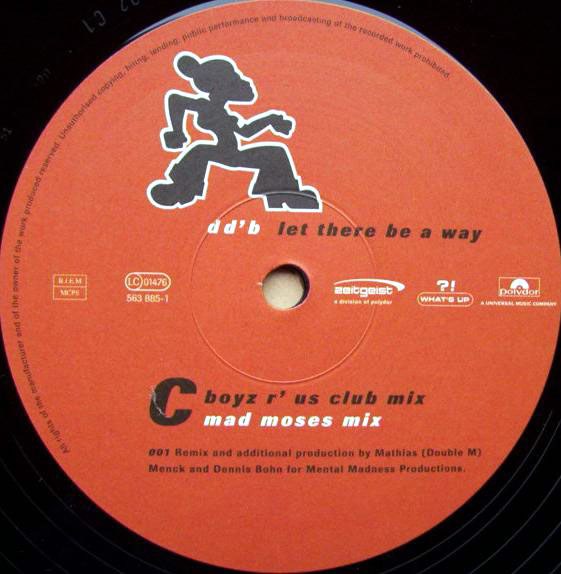 All rights of the manufacturer and of the owner of the work produced reserved. Unauthorised copying, hiring, lending, public performance and broadcasting of the recorded work prohibited.
dd'b let there be a way
B.I.E.M
MCPS
LC 01476
563 885-1
zeitgeist
a division of polydor
?!
WHAT'S UP
polydor
A UNIVERSAL MUSIC COMPANY
C boyz r' us club mix
mad moses mix
001 Remix and additional production by Mathias (Double M)
Menck and Dennis Bohn for Mental Madness Productions.